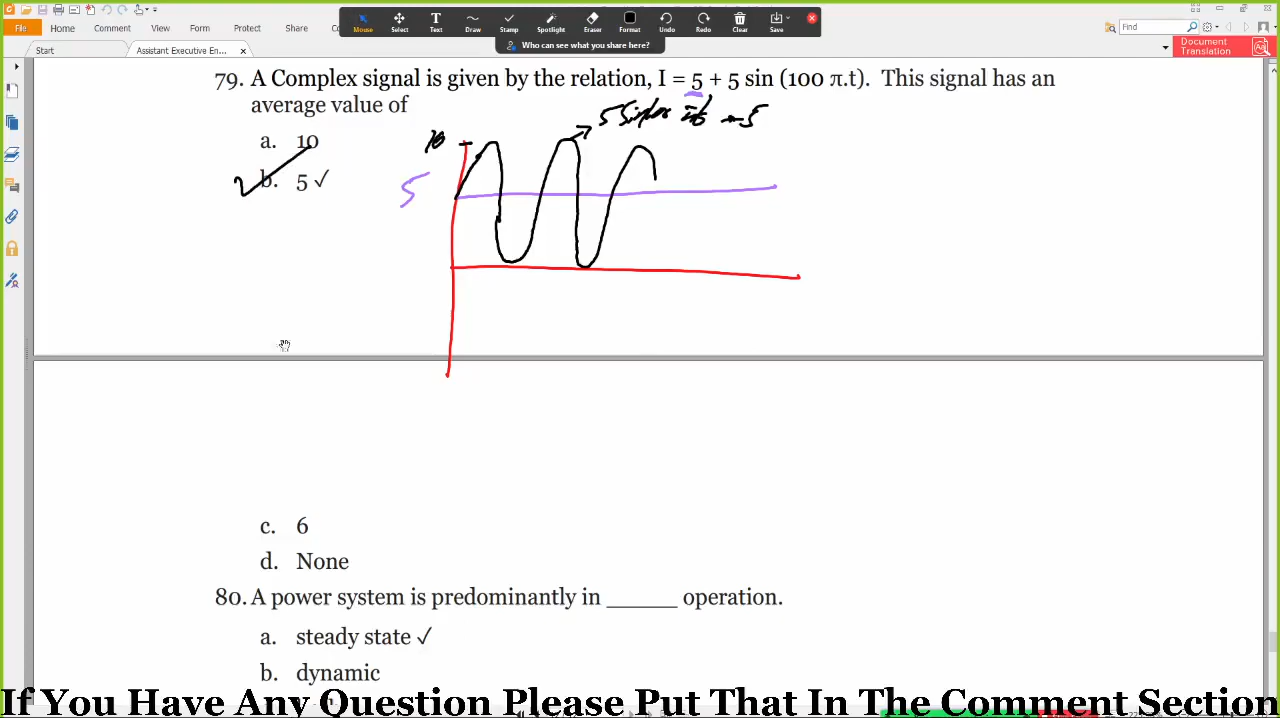 Mouse Select Text Draw Stamp Spotlight Eraser Format Undo Redo Clear Save
Who can see what you share here?
File Home Comment View Form Protect Share
Find
Start Assistant Executive En...
Document Translation
79. A Complex signal is given by the relation, I = 5 + 5 sin (100 π.t). This signal has an
average value of
a. 10
b. 5 ✓
10
5
c. 6
d. None
80. A power system is predominantly in ______ operation.
a. steady state ✓
b. dynamic
If You Have Any Question Please Put That In The Comment Section